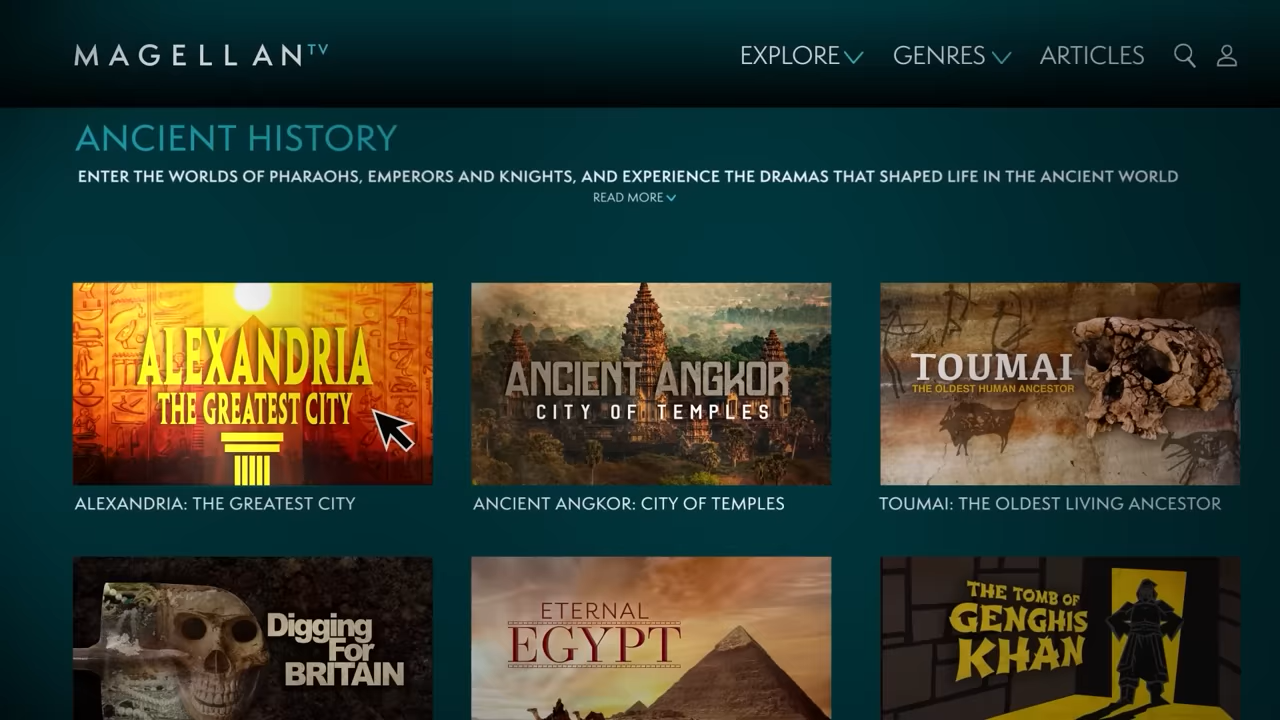 MAGELLAN TV
EXPLORE GENRES ARTICLES
ANCIENT HISTORY
ENTER THE WORLDS OF PHARAOHS, EMPERORS AND KNIGHTS, AND EXPERIENCE THE DRAMAS THAT SHAPED LIFE IN THE ANCIENT WORLD
READ MORE
ALEXANDRIA
THE GREATEST CITY
ANCIENT ANGKOR
CITY OF TEMPLES
TOUMAI
THE OLDEST HUMAN ANCESTOR
ALEXANDRIA: THE GREATEST CITY
ANCIENT ANGKOR: CITY OF TEMPLES
TOUMAI: THE OLDEST LIVING ANCESTOR
Digging
For
BRITAIN
ETERNAL
EGYPT
THE TOMB OF
GENGHIS
KHAN